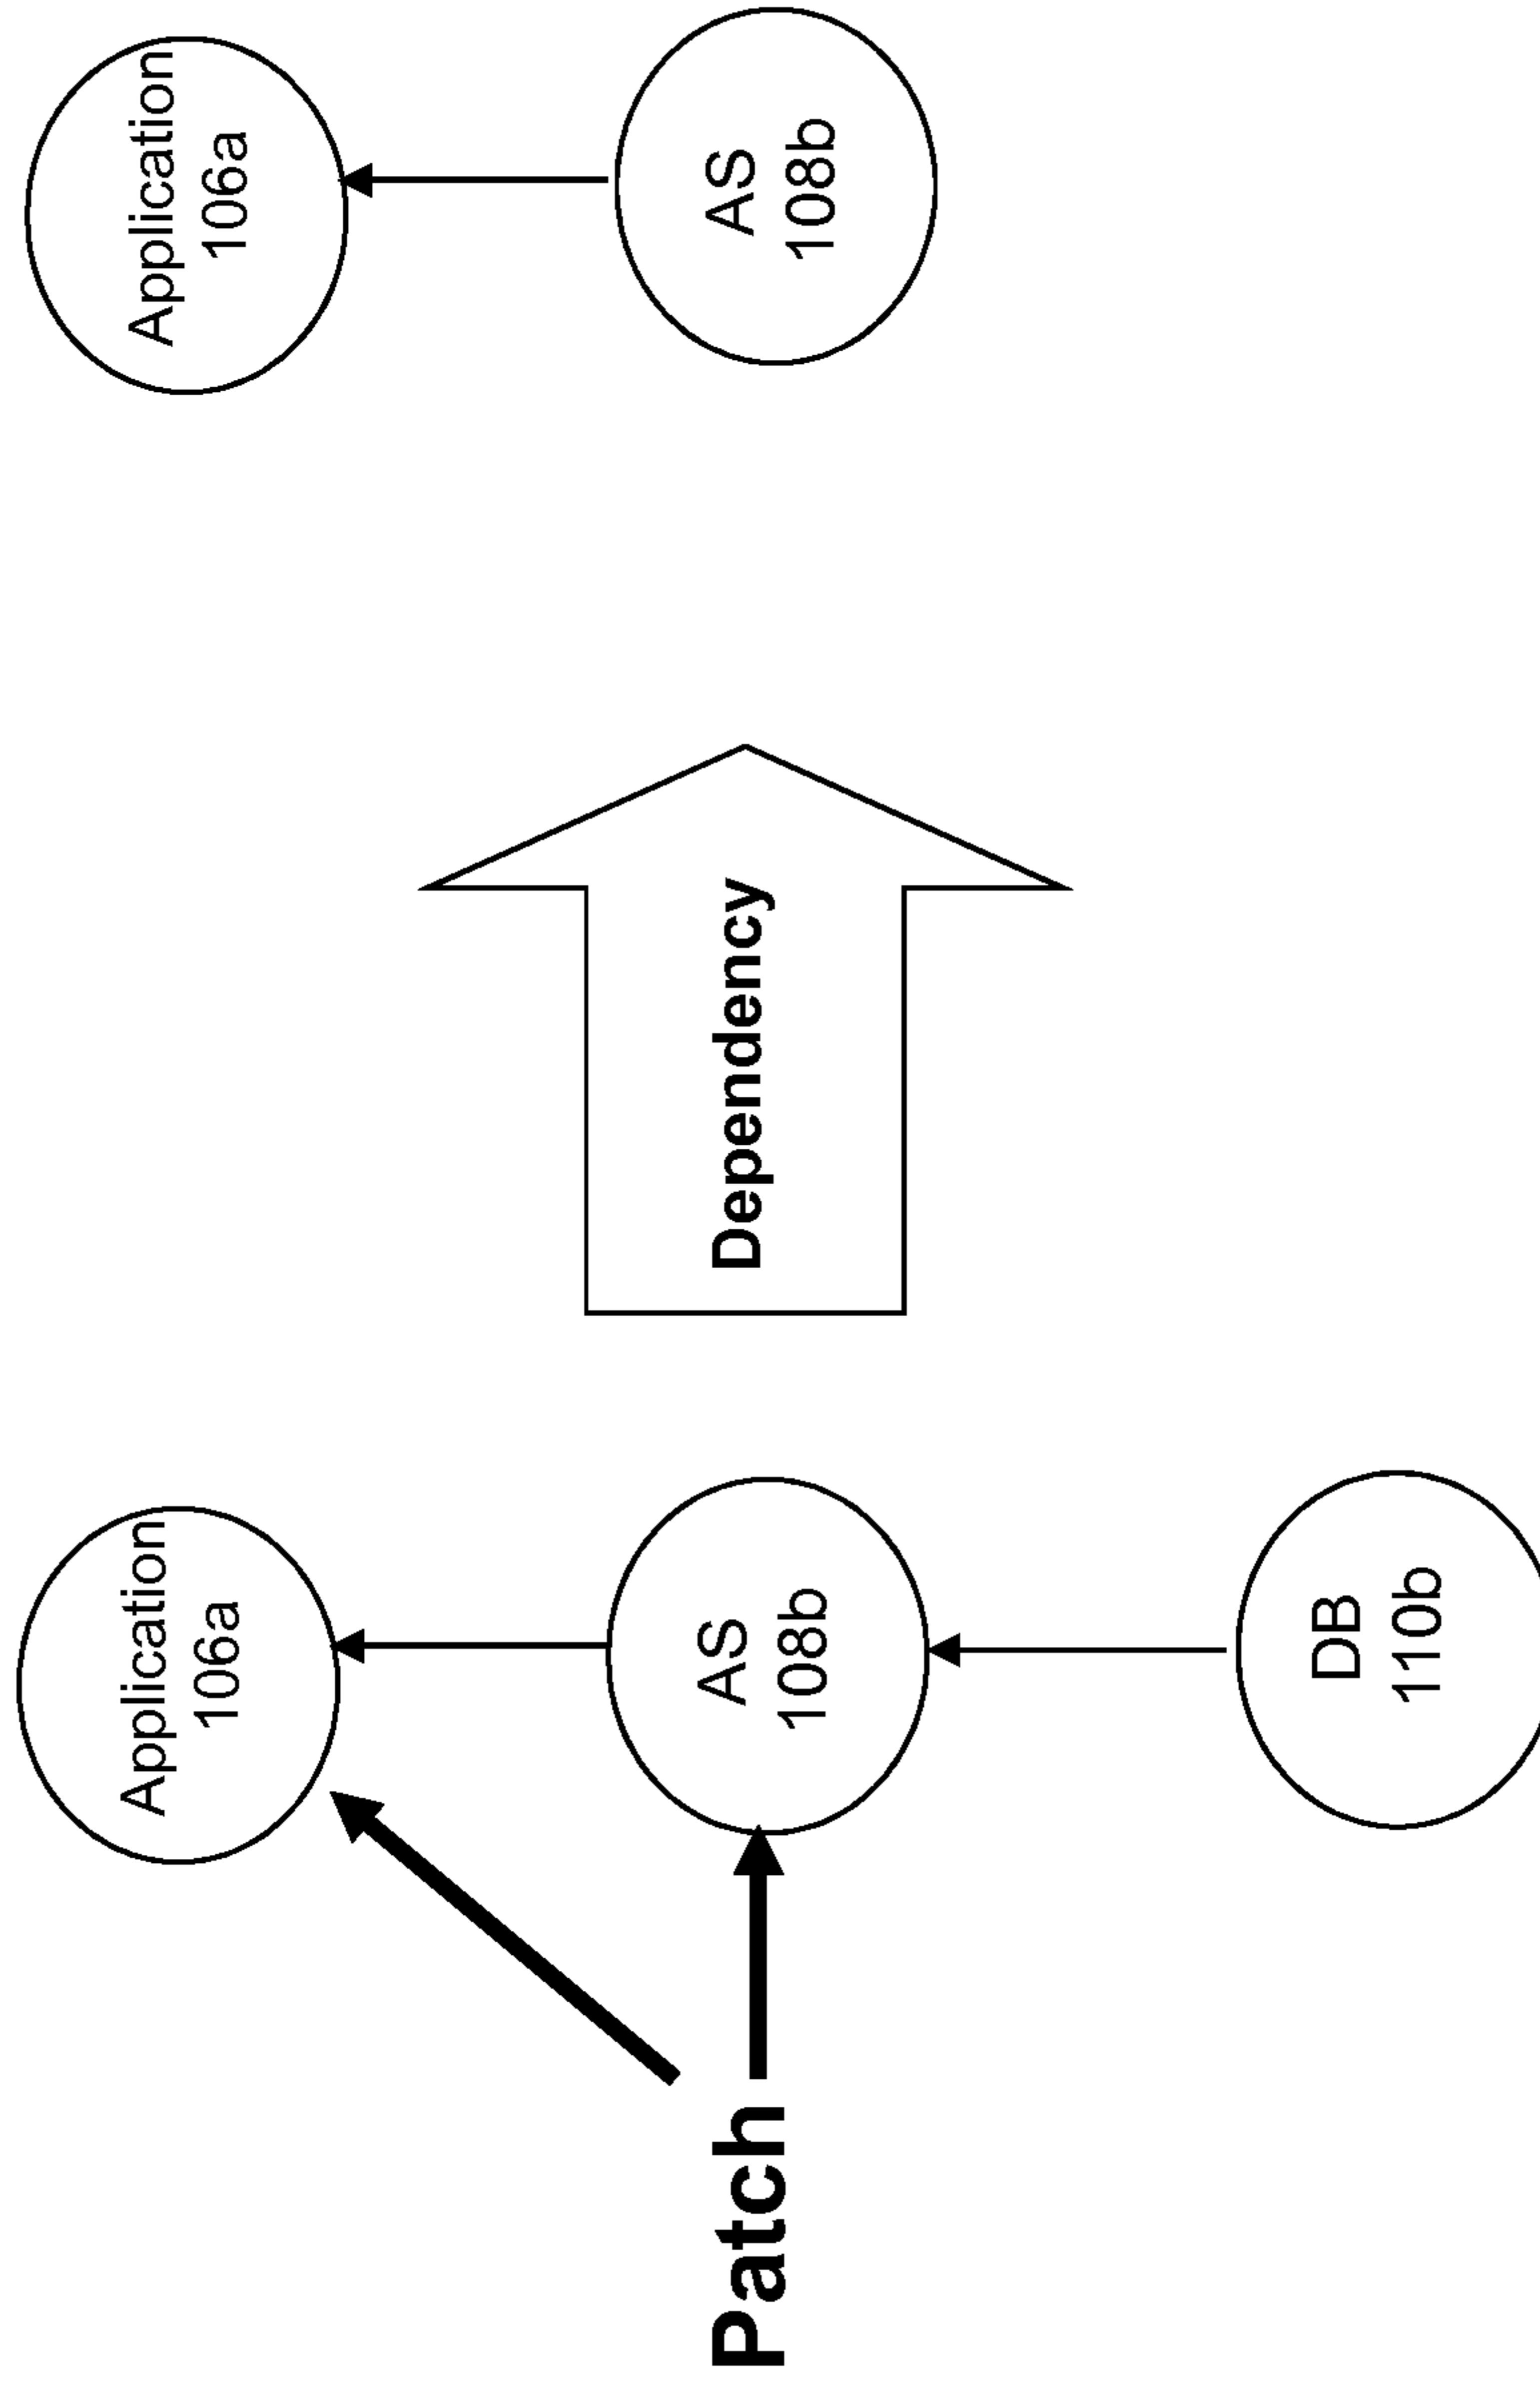 Patch
Application
106a
AS
108b
DB
110b
Dependency
Application
106a
AS
108b